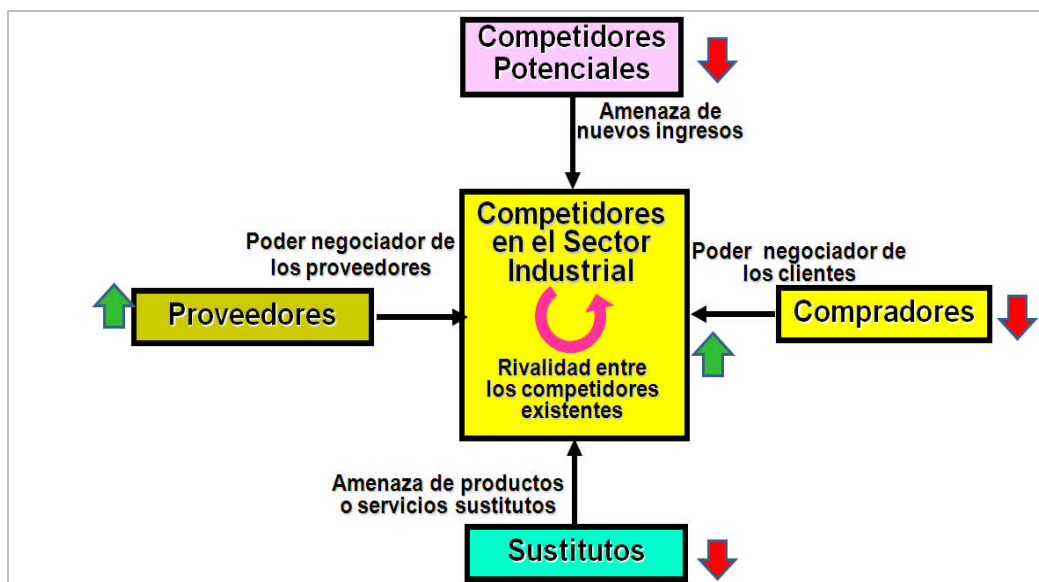 Competidores
Potenciales
Amenaza de
nuevos ingresos
Competidores
en el Sector
Industrial
Poder negociador de
los proveedores
Poder negociador de
los clientes
Proveedores
Compradores
Rivalidad entre
los competidores
existentes
Amenaza de productos
o servicios sustitutos
Sustitutos